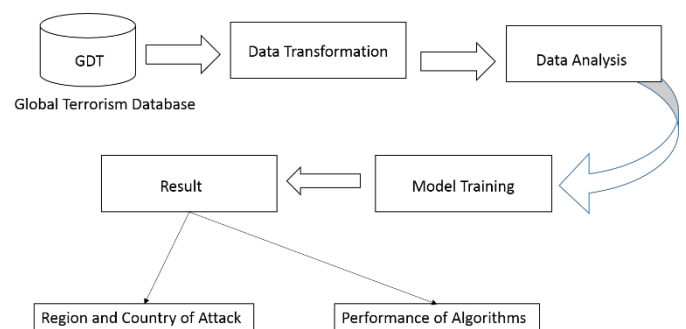 GDT
Global Terrorism Database
Data Transformation
Data Analysis
Model Training
Result
Region and Country of Attack
Performance of Algorithms